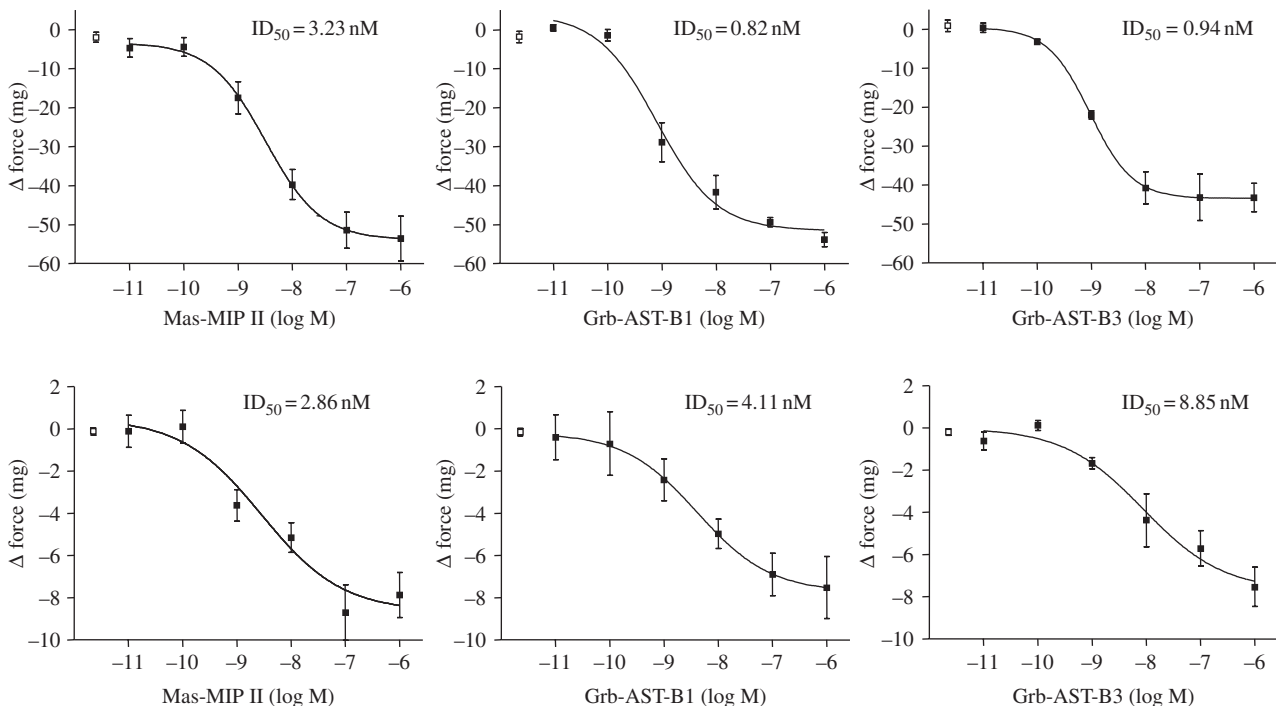 ID50 = 3.23 nM
ID50 = 0.82 nM
ID50 = 0.94 nM
Δ force (mg)
0
–10
–20
–30
–40
–50
–60
–11 –10 –9 –8 –7 –6
Mas-MIP II (log M)
Δ force (mg)
0
–10
–20
–30
–40
–50
–60
–11 –10 –9 –8 –7 –6
Grb-AST-B1 (log M)
Δ force (mg)
0
–10
–20
–30
–40
–50
–60
–11 –10 –9 –8 –7 –6
Grb-AST-B3 (log M)
ID50 = 2.86 nM
ID50 = 4.11 nM
ID50 = 8.85 nM
Δ force (mg)
2
0
–2
–4
–6
–8
–10
–11 –10 –9 –8 –7 –6
Mas-MIP II (log M)
Δ force (mg)
2
0
–2
–4
–6
–8
–10
–11 –10 –9 –8 –7 –6
Grb-AST-B1 (log M)
Δ force (mg)
2
0
–2
–4
–6
–8
–10
–11 –10 –9 –8 –7 –6
Grb-AST-B3 (log M)